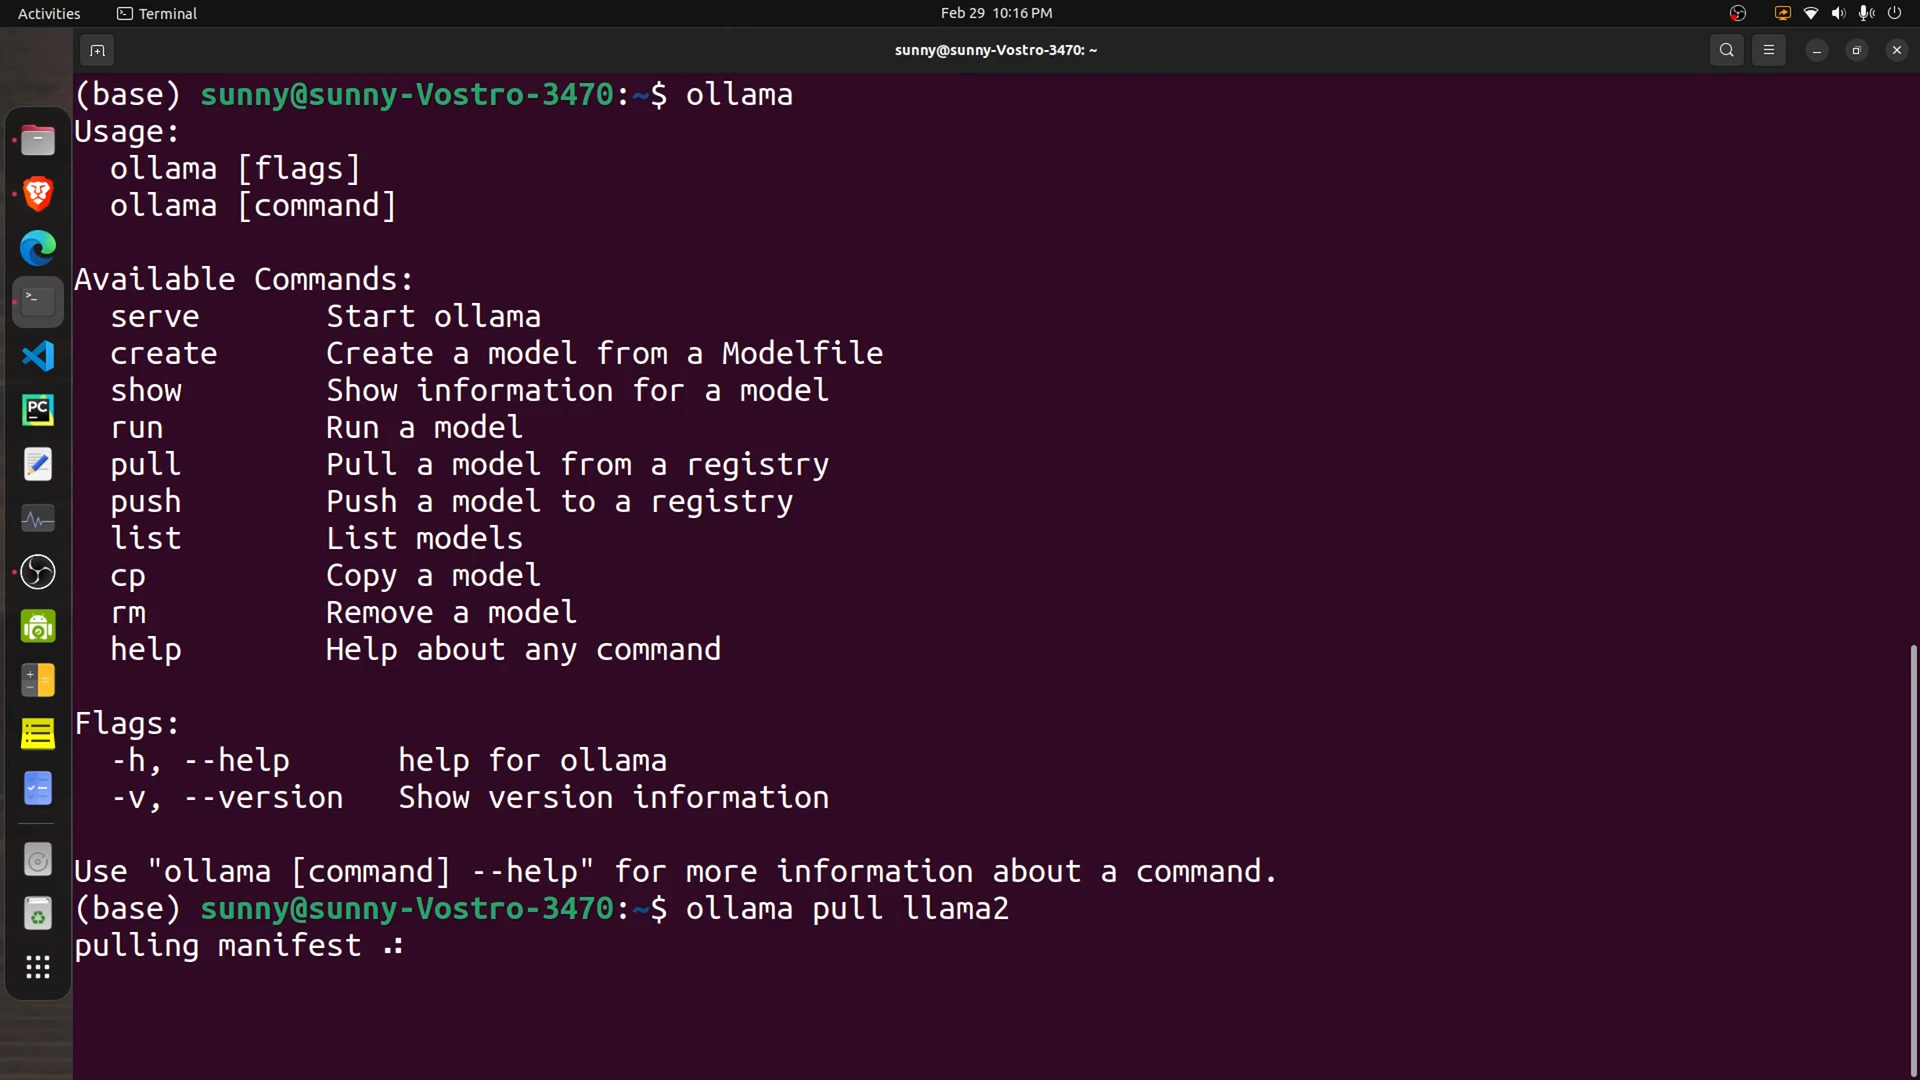 Activities Terminal Feb 29 10:16 PM
sunny@sunny-Vostro-3470: ~
(base) sunny@sunny-Vostro-3470:~$ ollama
Usage:
  ollama [flags]
  ollama [command]

Available Commands:
  serve       Start ollama
  create      Create a model from a Modelfile
  show        Show information for a model
  run         Run a model
  pull        Pull a model from a registry
  push        Push a model to a registry
  list        List models
  cp          Copy a model
  rm          Remove a model
  help        Help about any command

Flags:
  -h, --help      help for ollama
  -v, --version   Show version information

Use "ollama [command] --help" for more information about a command.
(base) sunny@sunny-Vostro-3470:~$ ollama pull llama2
pulling manifest
PC